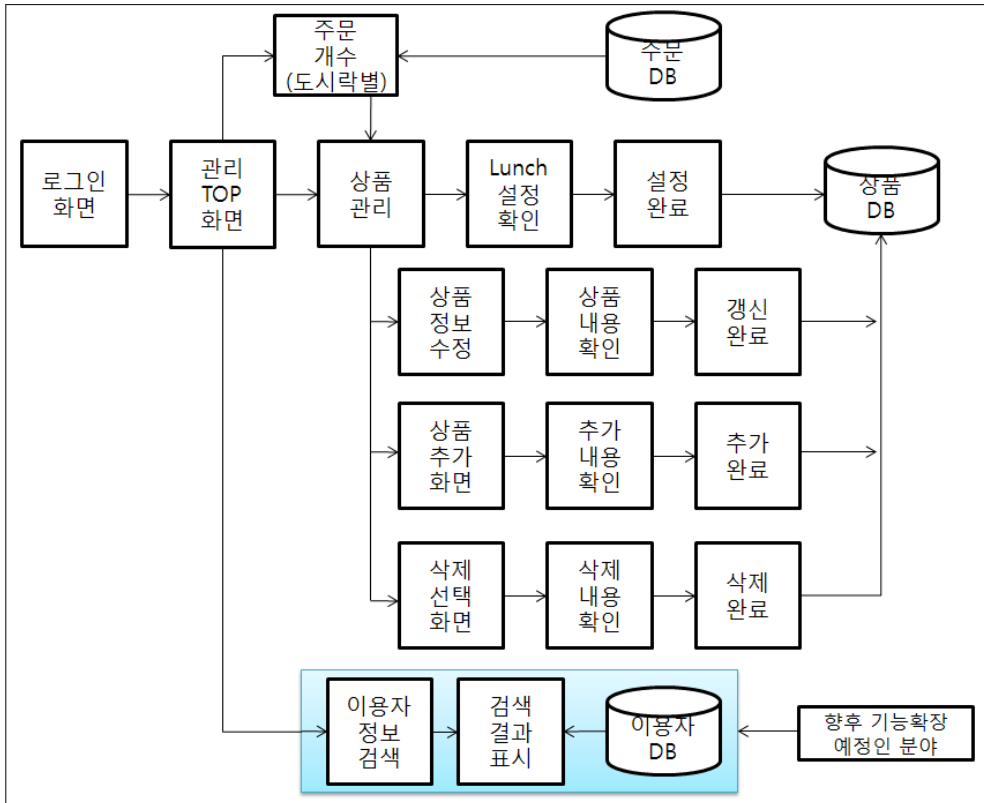 주문
개수
(도시락별)
주문
DB
로그인
화면
관리
TOP
화면
상품
관리
Lunch
설정
확인
설정
완료
상품
DB
상품
정보
수정
상품
내용
확인
갱신
완료
상품
추가
화면
추가
내용
확인
추가
완료
삭제
선택
화면
삭제
내용
확인
삭제
완료
이용자
정보
검색
검색
결과
표시
이용자
DB
향후 기능확장
예정인 분야